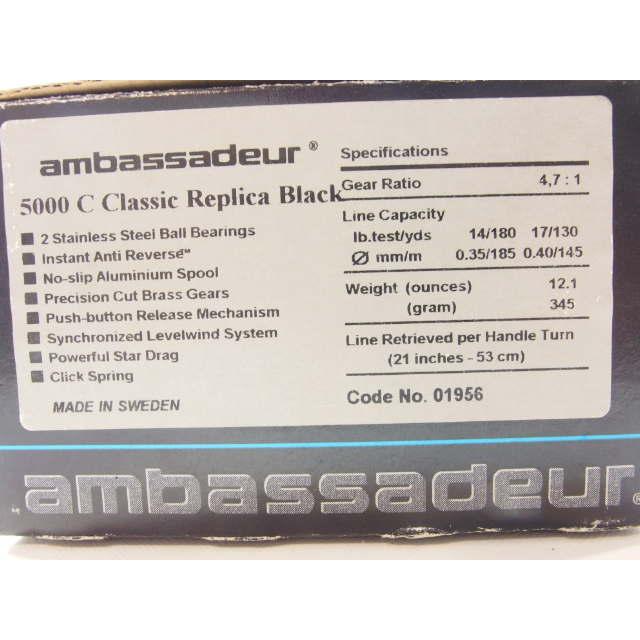 ambassadeur®
5000 C Classic Replica Black
■ 2 Stainless Steel Ball Bearings
■ Instant Anti Reverse™
■ No-slip Aluminium Spool
■ Precision Cut Brass Gears
■ Push-button Release Mechanism
■ Synchronized Levelwind System
■ Powerful Star Drag
■ Click Spring
MADE IN SWEDEN
Specifications
Gear Ratio 4,7 : 1
Line Capacity
lb.test/yds 14/180 17/130
Ø mm/m 0.35/185 0.40/145
Weight (ounces) 12.1
(gram) 345
Line Retrieved per Handle Turn
(21 inches - 53 cm)
Code No. 01956
ambassadeur®